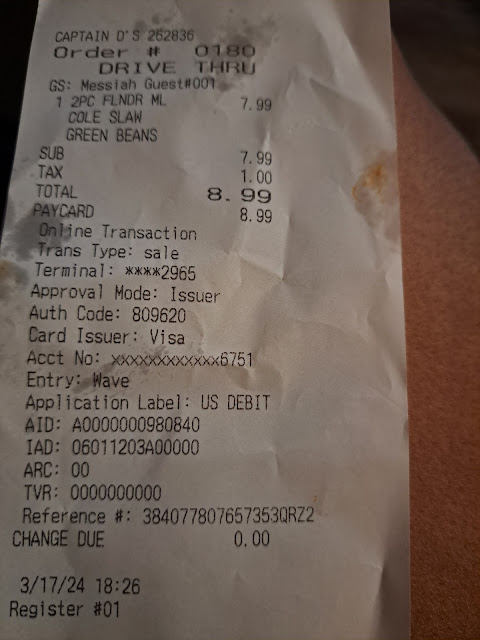 CAPTAIN D'S 262836
Order # 0180
DRIVE THRU
GS: Messiah Guest#001
1 2PC FLNDR ML 7.99
COLE SLAW
GREEN BEANS
SUB 7.99
TAX 1.00
TOTAL 8.99
PAYCARD 8.99
Online Transaction
Trans Type: sale
Terminal: ****2965
Approval Mode: Issuer
Auth Code: 809620
Card Issuer: Visa
Acct No: xxxxxxxxxxxx6751
Entry: Wave
Application Label: US DEBIT
AID: A0000000980840
IAD: 06011203A00000
ARC: 00
TVR: 0000000000
Reference #: 384077807657353QRZ2
CHANGE DUE 0.00
3/17/24 18:26
Register #01